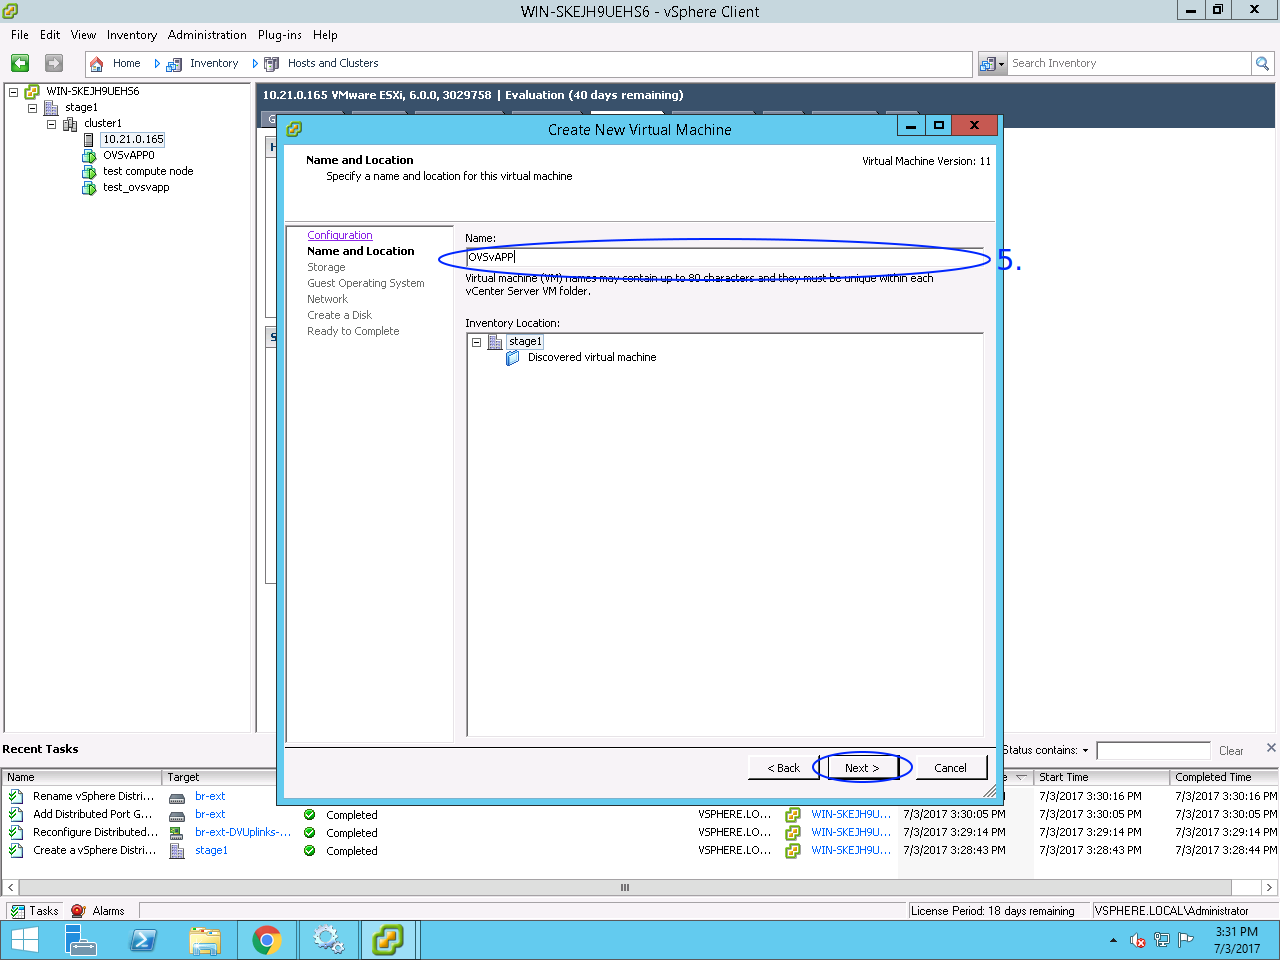 WIN-SKEJH9UEHS6 - vSphere Client
File Edit View Inventory Administration Plug-ins Help
Home Inventory Hosts and Clusters
Search Inventory
WIN-SKEJH9UEHS6
stage1
cluster1
10.21.0.165
OVSvAPP0
test compute node
test_ovsvapp
10.21.0.165 VMware ESXi, 6.0.0, 3029758 | Evaluation (40 days remaining)
Create New Virtual Machine
Name and Location
Specify a name and location for this virtual machine
Virtual Machine Version: 11
Configuration
Name and Location
Storage
Guest Operating System
Network
Create a Disk
Ready to Complete
Name:
OVSvAPP
5.
Virtual machine (VM) names may contain up to 80 characters and they must be unique within each
vCenter Server VM folder.
Inventory Location:
stage1
Discovered virtual machine
< Back Next > Cancel
Recent Tasks
Status contains: Clear
Name Target Start Time Completed Time
Rename vSphere Distri... br-ext 7/3/2017 3:30:16 PM 7/3/2017 3:30:16 PM
Add Distributed Port G... br-ext Completed VSPHERE.LO... WIN-SKEJH9U... 7/3/2017 3:30:05 PM 7/3/2017 3:30:05 PM 7/3/2017 3:30:05 PM
Reconfigure Distributed... br-ext-DVUplinks-... Completed VSPHERE.LO... WIN-SKEJH9U... 7/3/2017 3:29:14 PM 7/3/2017 3:29:14 PM 7/3/2017 3:29:14 PM
Create a vSphere Distri... stage1 Completed VSPHERE.LO... WIN-SKEJH9U... 7/3/2017 3:28:43 PM 7/3/2017 3:28:43 PM 7/3/2017 3:28:44 PM
Tasks Alarms
License Period: 18 days remaining
VSPHERE.LOCAL\Administrator
3:31 PM
7/3/2017